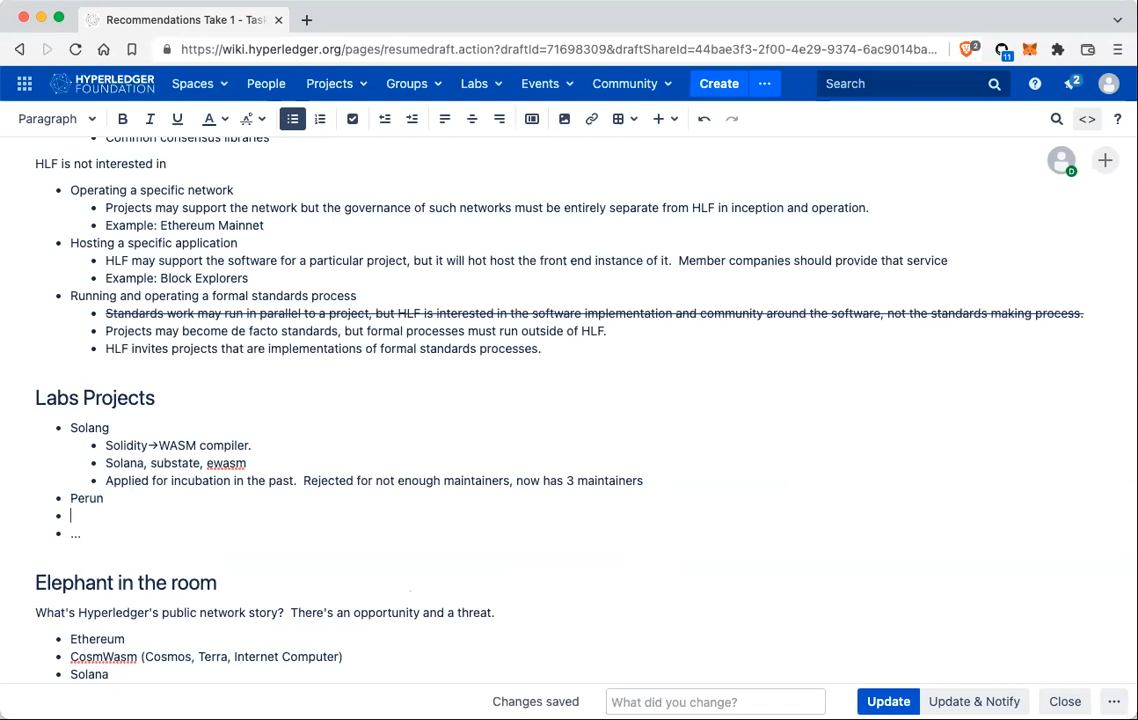 Recommendations Take 1 - Tas
https://wiki.hyperledger.org/pages/resumedraft.action?draftId=71698309&draftShareId=44bae3f3-2f00-4e29-9374-6ac9014ba...
2
11
HYPERLEDGER FOUNDATION Spaces People Projects Groups Labs Events Community Create ... Search ? 2
Paragraph B I U A <> ?
Common consensus libraries
HLF is not interested in
D
• Operating a specific network
• Projects may support the network but the governance of such networks must be entirely separate from HLF in inception and operation.
• Example: Ethereum Mainnet
• Hosting a specific application
• HLF may support the software for a particular project, but it will hot host the front end instance of it.  Member companies should provide that service
• Example: Block Explorers
• Running and operating a formal standards process
• Standards work may run in parallel to a project, but HLF is interested in the software implementation and community around the software, not the standards making process.
• Projects may become de facto standards, but formal processes must run outside of HLF.
• HLF invites projects that are implementations of formal standards processes.
Labs Projects
• Solang
• Solidity→WASM compiler.
• Solana, substate, ewasm
• Applied for incubation in the past.  Rejected for not enough maintainers, now has 3 maintainers
• Perun
•
• ...
Elephant in the room
What's Hyperledger's public network story?  There's an opportunity and a threat.
• Ethereum
• CosmWasm (Cosmos, Terra, Internet Computer)
• Solana
Changes saved What did you change? Update Update & Notify Close ...